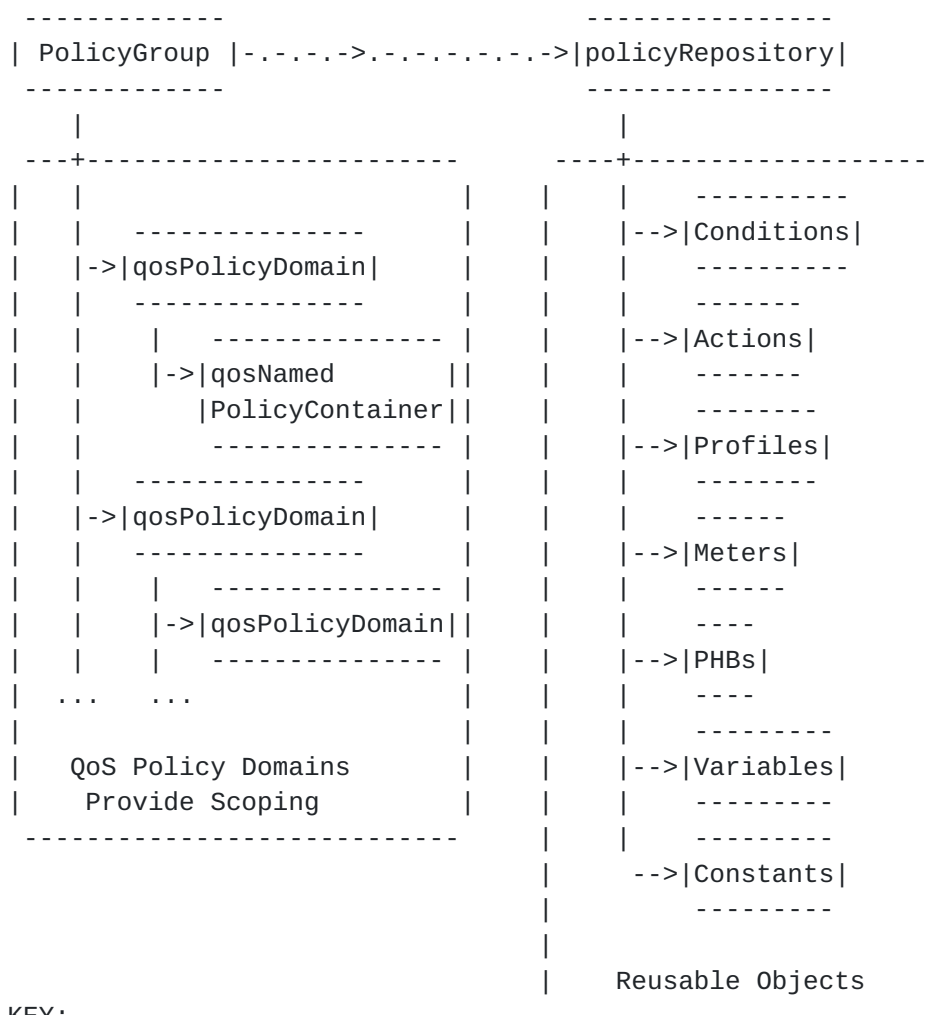 -------------                       ----------------
| PolicyGroup |-.-.-.->.-.-.-.-.-.->|policyRepository|
 -------------                       ----------------
    |                                  |
 ---+------------------------     ----+-------------------
|   |                        |    |    |    ----------
|   |   ---------------      |    |    |-->|Conditions|
|   |->|qosPolicyDomain|     |    |    |    ----------
|   |   ---------------      |    |    |    -------
|   |    |   --------------- |    |    |-->|Actions|
|   |    |->|qosNamed       ||    |    |    -------
|   |       |PolicyContainer||    |    |    --------
|   |        --------------- |    |    |-->|Profiles|
|   |   ---------------      |    |    |    --------
|   |->|qosPolicyDomain|     |    |    |    ------
|   |   ---------------      |    |    |-->|Meters|
|   |    |   --------------- |    |    |    ------
|   |    |->|qosPolicyDomain||    |    |    ----
|   |    |   --------------- |    |    |-->|PHBs|
|  ...   ...                 |    |    |    ----
|                            |    |    |    ---------
|   QoS Policy Domains       |    |    |-->|Variables|
|    Provide Scoping         |    |    |    ---------
 ----------------------------     |    |    ---------
                                  |     -->|Constants|
                                  |         ---------
                                  |
                                  |    Reusable Objects
KEY: